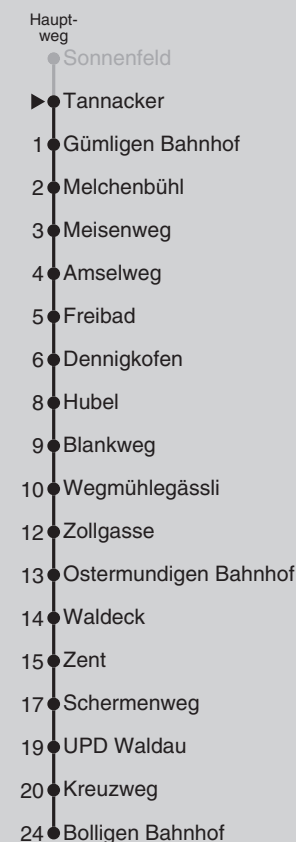 Haupt-
weg
Sonnenfeld
Tannacker
1 Gümligen Bahnhof
2 Melchenbühl
3 Meisenweg
4 Amselweg
5 Freibad
6 Dennigkofen
8 Hubel
9 Blankweg
10 Wegmühlegässli
12 Zollgasse
13 Ostermundigen Bahnhof
14 Waldeck
15 Zent
17 Schermenweg
19 UPD Waldau
20 Kreuzweg
24 Bolligen Bahnhof